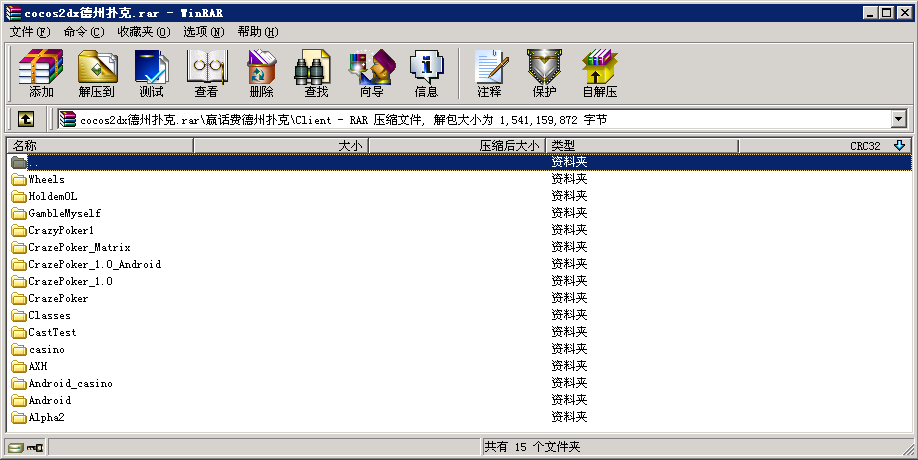 cocos2dx德州扑克.rar - WinRAR
文件(F) 命令(C) 收藏夹(O) 选项(N) 帮助(H)
添加 解压到 测试 查看 删除 查找 向导 信息 注释 保护 自解压
cocos2dx德州扑克.rar\赢话费德州扑克\Client - RAR 压缩文件, 解包大小为 1,541,159,872 字节
名称 大小 压缩后大小 类型 CRC32
.. 资料夹
Wheels 资料夹
HoldemOL 资料夹
GambleMyself 资料夹
CrazyPoker1 资料夹
CrazePoker_Matrix 资料夹
CrazePoker_1.0_Android 资料夹
CrazePoker_1.0 资料夹
CrazePoker 资料夹
Classes 资料夹
CastTest 资料夹
casino 资料夹
AXH 资料夹
Android_casino 资料夹
Android 资料夹
Alpha2 资料夹
共有 15 个文件夹